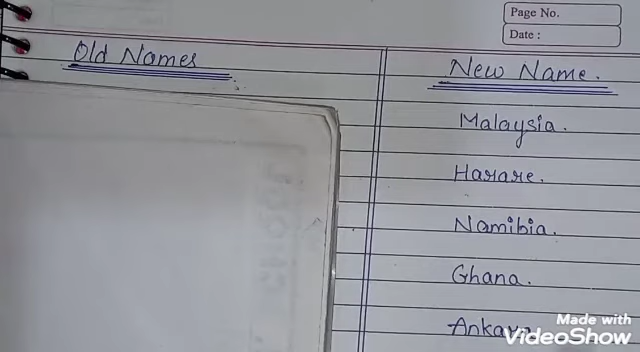 Page No.
Date :
Old Names
New Name.
Malaysia.
Harare.
Namibia.
Ghana.
Made with
VideoShow